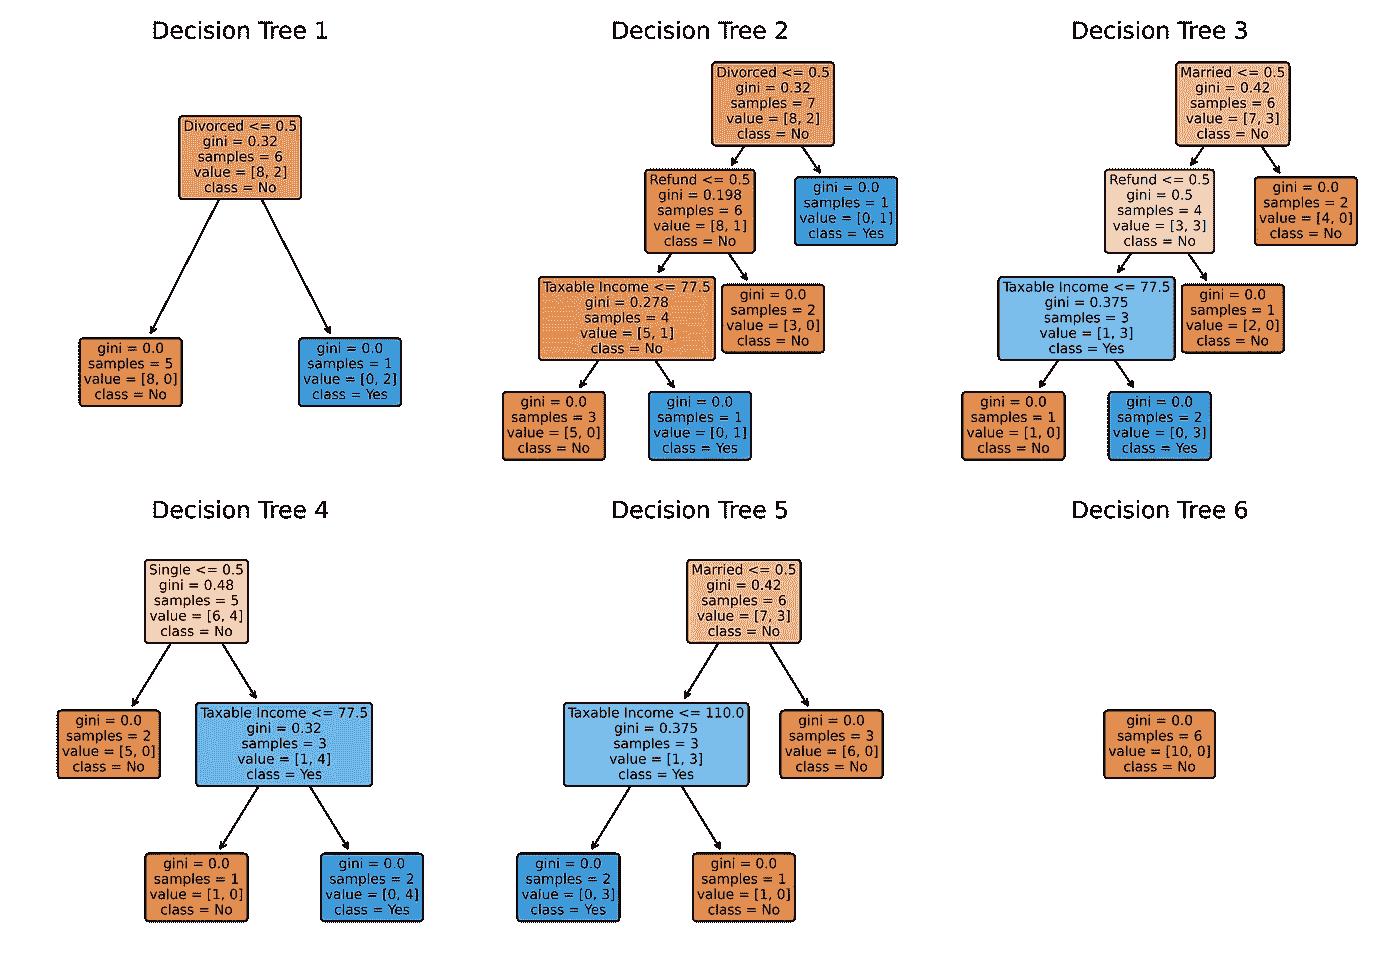 Decision Tree 1
Divorced <= 0.5
gini = 0.32
samples = 6
value = [8, 2]
class = No
gini = 0.0
samples = 5
value = [8, 0]
class = No
gini = 0.0
samples = 1
value = [0, 2]
class = Yes
Decision Tree 2
Divorced <= 0.5
gini = 0.32
samples = 7
value = [8, 2]
class = No
Refund <= 0.5
gini = 0.198
samples = 6
value = [8, 1]
class = No
gini = 0.0
samples = 1
value = [0, 1]
class = Yes
Taxable Income <= 77.5
gini = 0.278
samples = 4
value = [5, 1]
class = No
gini = 0.0
samples = 2
value = [3, 0]
class = No
gini = 0.0
samples = 3
value = [5, 0]
class = No
gini = 0.0
samples = 1
value = [0, 1]
class = Yes
Decision Tree 3
Married <= 0.5
gini = 0.42
samples = 6
value = [7, 3]
class = No
Refund <= 0.5
gini = 0.5
samples = 4
value = [3, 3]
class = No
gini = 0.0
samples = 2
value = [4, 0]
class = No
Taxable Income <= 77.5
gini = 0.375
samples = 3
value = [1, 3]
class = Yes
gini = 0.0
samples = 1
value = [2, 0]
class = No
gini = 0.0
samples = 1
value = [1, 0]
class = No
gini = 0.0
samples = 2
value = [0, 3]
class = Yes
Decision Tree 4
Single <= 0.5
gini = 0.48
samples = 5
value = [6, 4]
class = No
gini = 0.0
samples = 2
value = [5, 0]
class = No
Taxable Income <= 77.5
gini = 0.32
samples = 3
value = [1, 4]
class = Yes
gini = 0.0
samples = 1
value = [1, 0]
class = No
gini = 0.0
samples = 2
value = [0, 4]
class = Yes
Decision Tree 5
Married <= 0.5
gini = 0.42
samples = 6
value = [7, 3]
class = No
Taxable Income <= 110.0
gini = 0.375
samples = 3
value = [1, 3]
class = Yes
gini = 0.0
samples = 3
value = [6, 0]
class = No
gini = 0.0
samples = 2
value = [0, 3]
class = Yes
gini = 0.0
samples = 1
value = [1, 0]
class = No
Decision Tree 6
gini = 0.0
samples = 6
value = [10, 0]
class = No